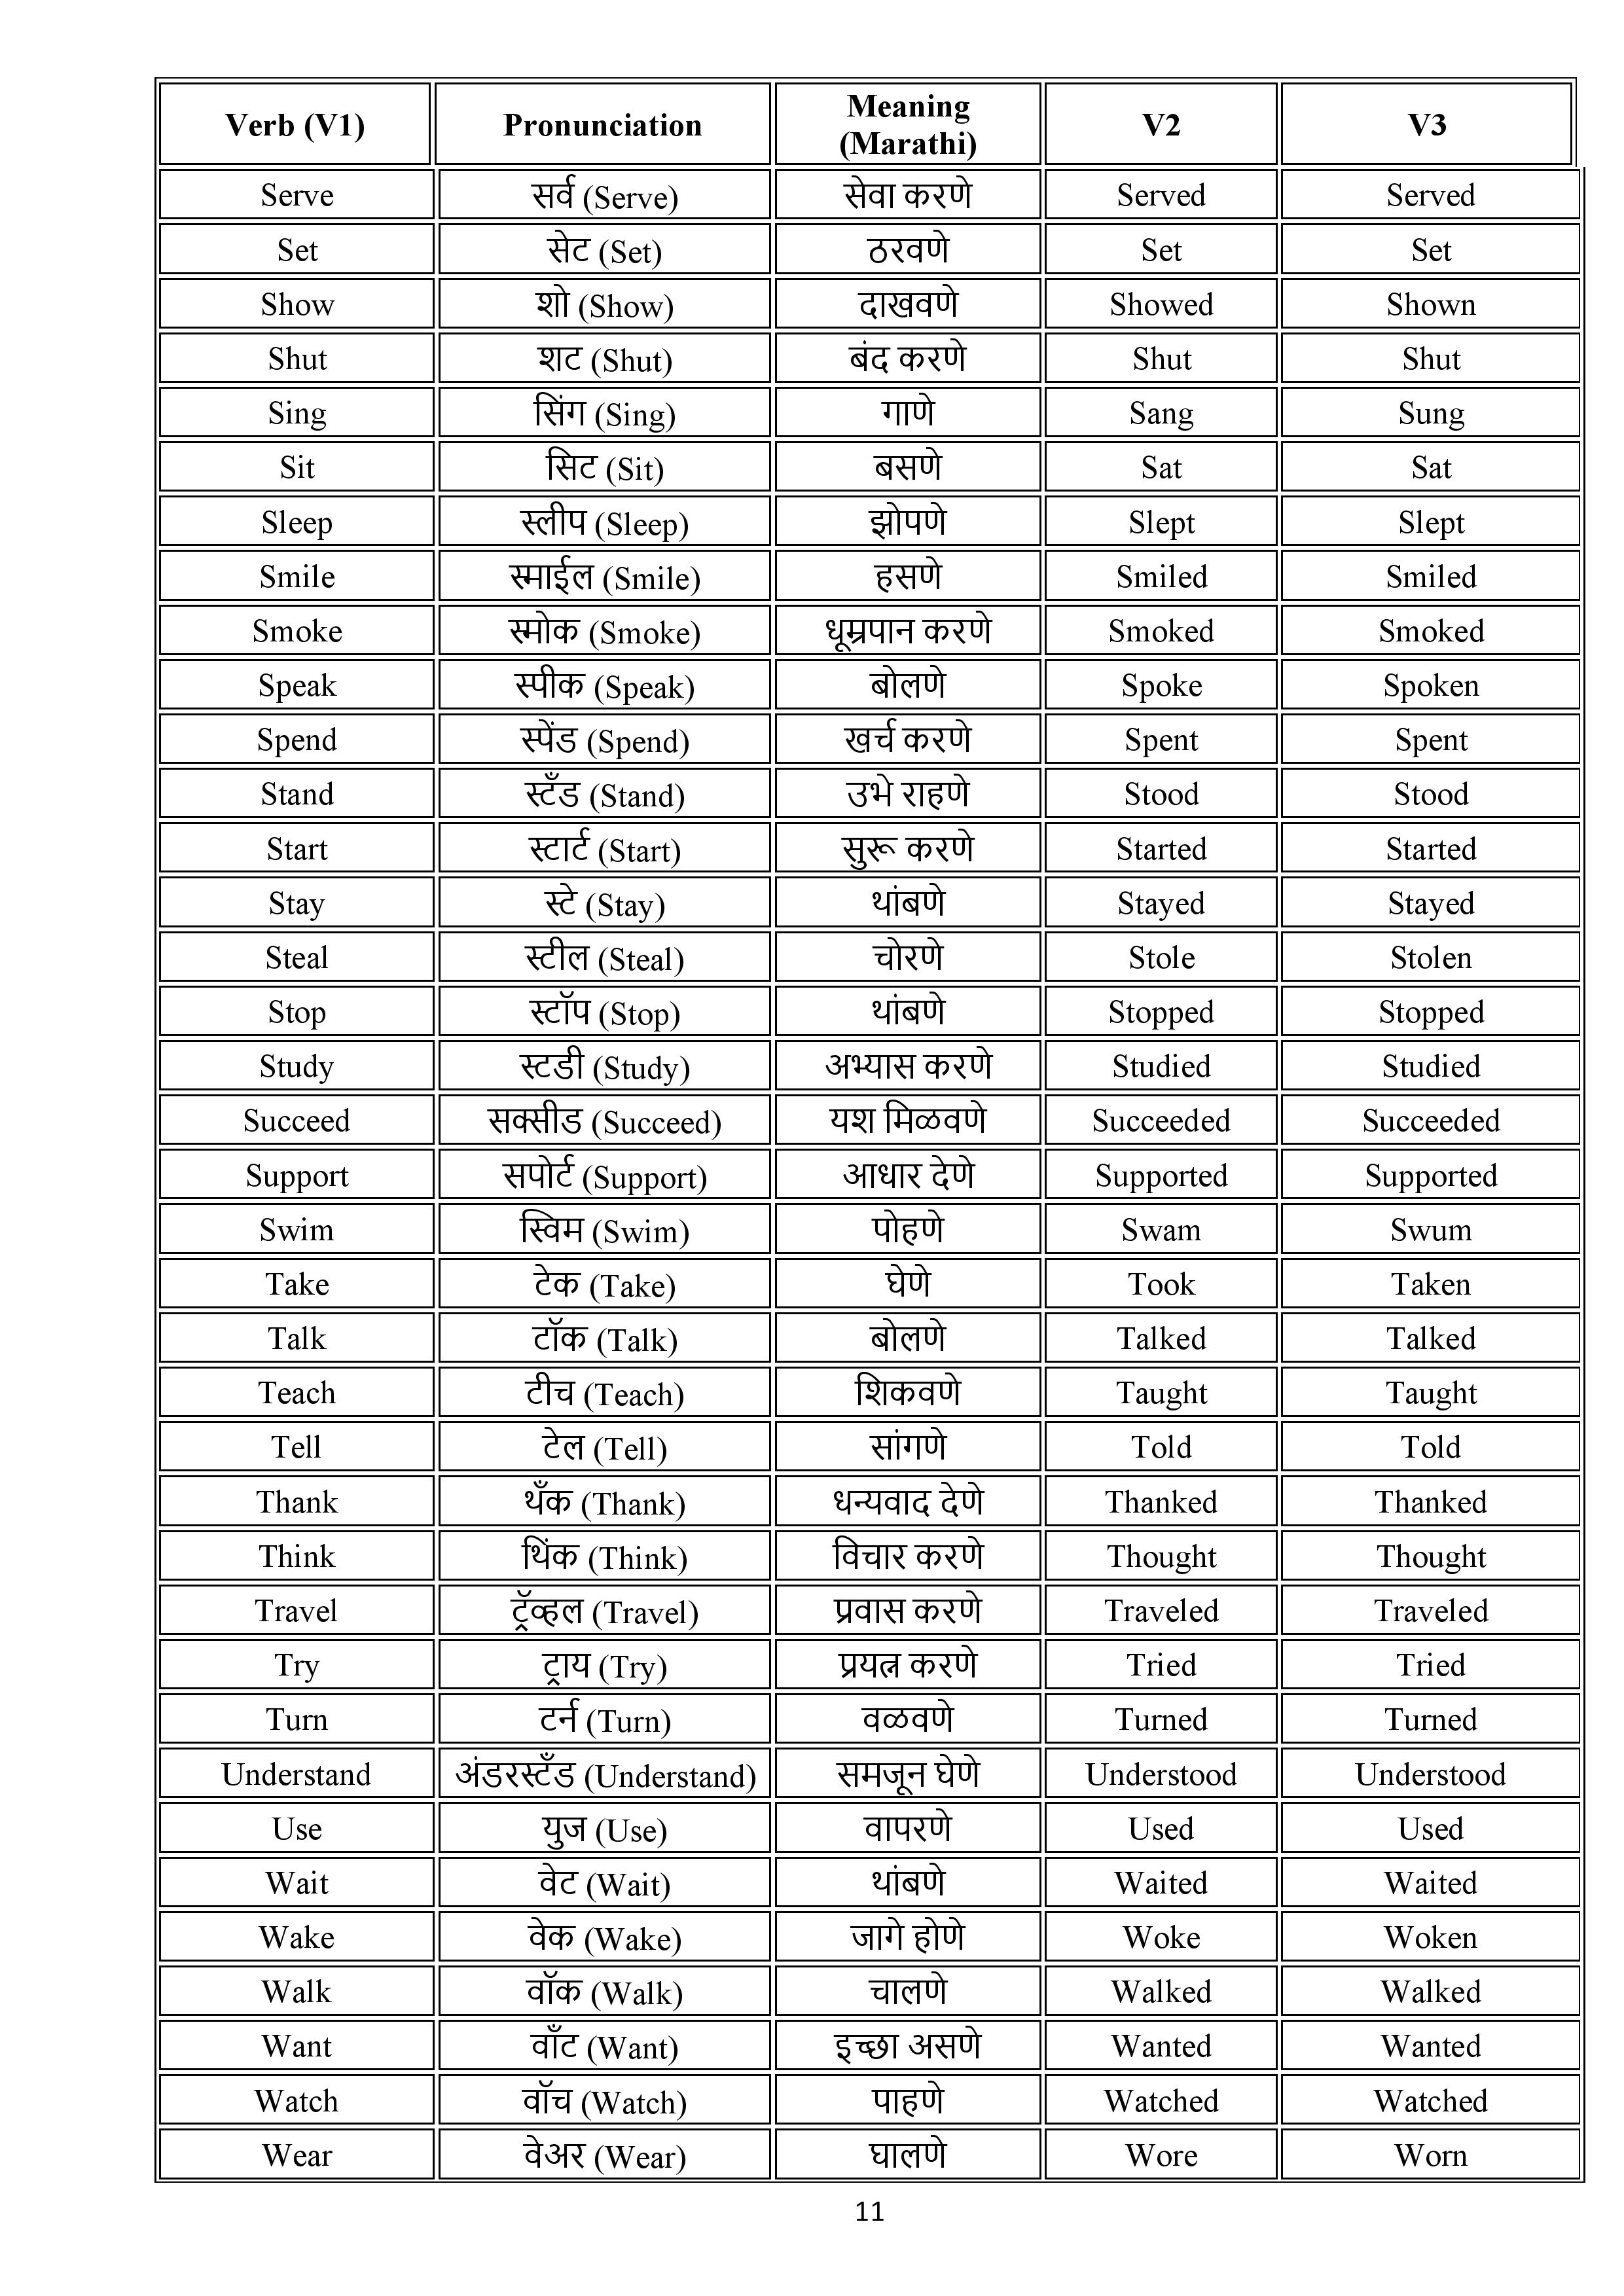 Verb (V1) Pronunciation Meaning (Marathi) V2 V3
Serve सर्व (Serve) सेवा करणे Served Served
Set सेट (Set) ठरवणे Set Set
Show शो (Show) दाखवणे Showed Shown
Shut शट (Shut) बंद करणे Shut Shut
Sing सिंग (Sing) गाणे Sang Sung
Sit सिट (Sit) बसणे Sat Sat
Sleep स्लीप (Sleep) झोपणे Slept Slept
Smile स्माईल (Smile) हसणे Smiled Smiled
Smoke स्मोक (Smoke) धूम्रपान करणे Smoked Smoked
Speak स्पीक (Speak) बोलणे Spoke Spoken
Spend स्पेंड (Spend) खर्च करणे Spent Spent
Stand स्टँड (Stand) उभे राहणे Stood Stood
Start स्टार्ट (Start) सुरू करणे Started Started
Stay स्टे (Stay) थांबणे Stayed Stayed
Steal स्टील (Steal) चोरणे Stole Stolen
Stop स्टॉप (Stop) थांबणे Stopped Stopped
Study स्टडी (Study) अभ्यास करणे Studied Studied
Succeed सक्सीड (Succeed) यश मिळवणे Succeeded Succeeded
Support सपोर्ट (Support) आधार देणे Supported Supported
Swim स्विम (Swim) पोहणे Swam Swum
Take टेक (Take) घेणे Took Taken
Talk टॉक (Talk) बोलणे Talked Talked
Teach टीच (Teach) शिकवणे Taught Taught
Tell टेल (Tell) सांगणे Told Told
Thank थँक (Thank) धन्यवाद देणे Thanked Thanked
Think थिंक (Think) विचार करणे Thought Thought
Travel ट्रॅव्हल (Travel) प्रवास करणे Traveled Traveled
Try ट्राय (Try) प्रयत्न करणे Tried Tried
Turn टर्न (Turn) वळवणे Turned Turned
Understand अंडरस्टँड (Understand) समजून घेणे Understood Understood
Use युज (Use) वापरणे Used Used
Wait वेट (Wait) थांबणे Waited Waited
Wake वेक (Wake) जागे होणे Woke Woken
Walk वॉक (Walk) चालणे Walked Walked
Want वाँट (Want) इच्छा असणे Wanted Wanted
Watch वॉच (Watch) पाहणे Watched Watched
Wear वेअर (Wear) घालणे Wore Worn
11